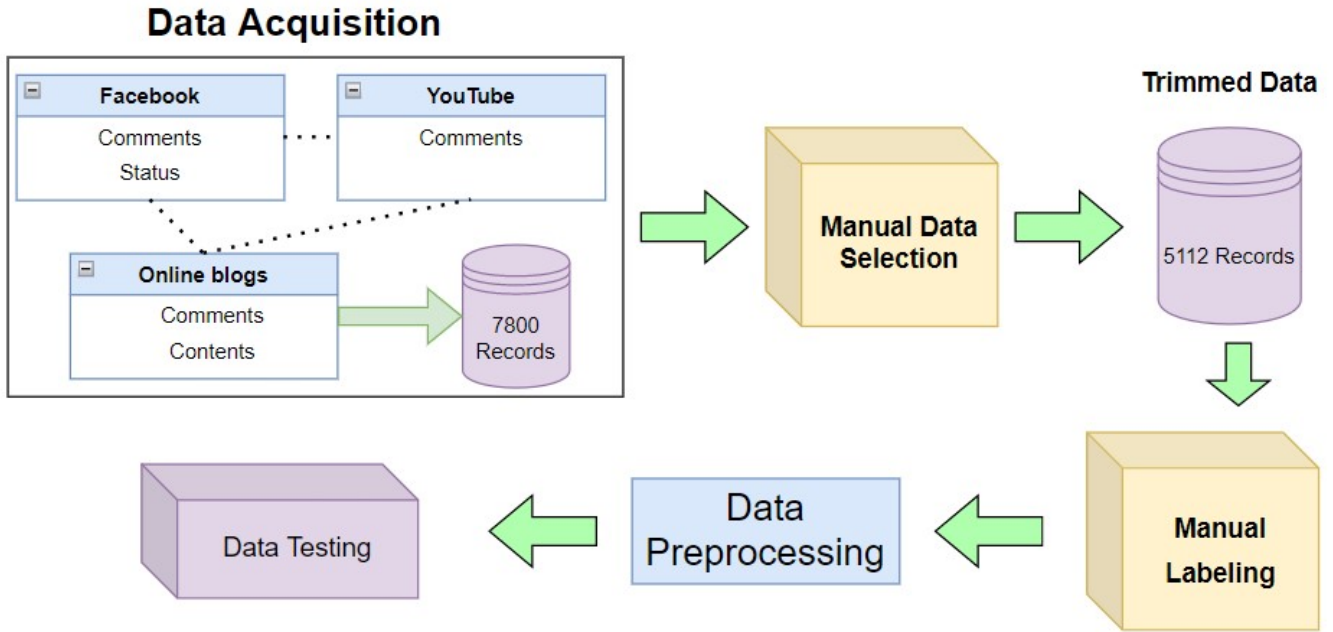 Data Acquisition
Facebook
Comments
Status
YouTube
Comments
Online blogs
Comments
Contents
7800
Records
Manual Data
Selection
Trimmed Data
5112 Records
Manual
Labeling
Data
Preprocessing
Data Testing